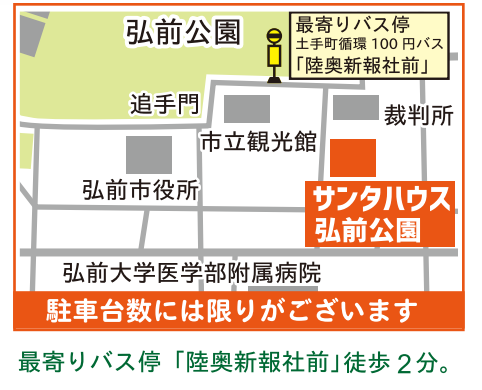 弘前公園
最寄りバス停
土手町循環100円バス
「陸奥新報社前」
追手門
裁判所
市立観光館
弘前市役所
サンタハウス
弘前公園
弘前大学医学部附属病院
駐車台数には限りがございます
最寄りバス停「陸奥新報社前」徒歩2分。